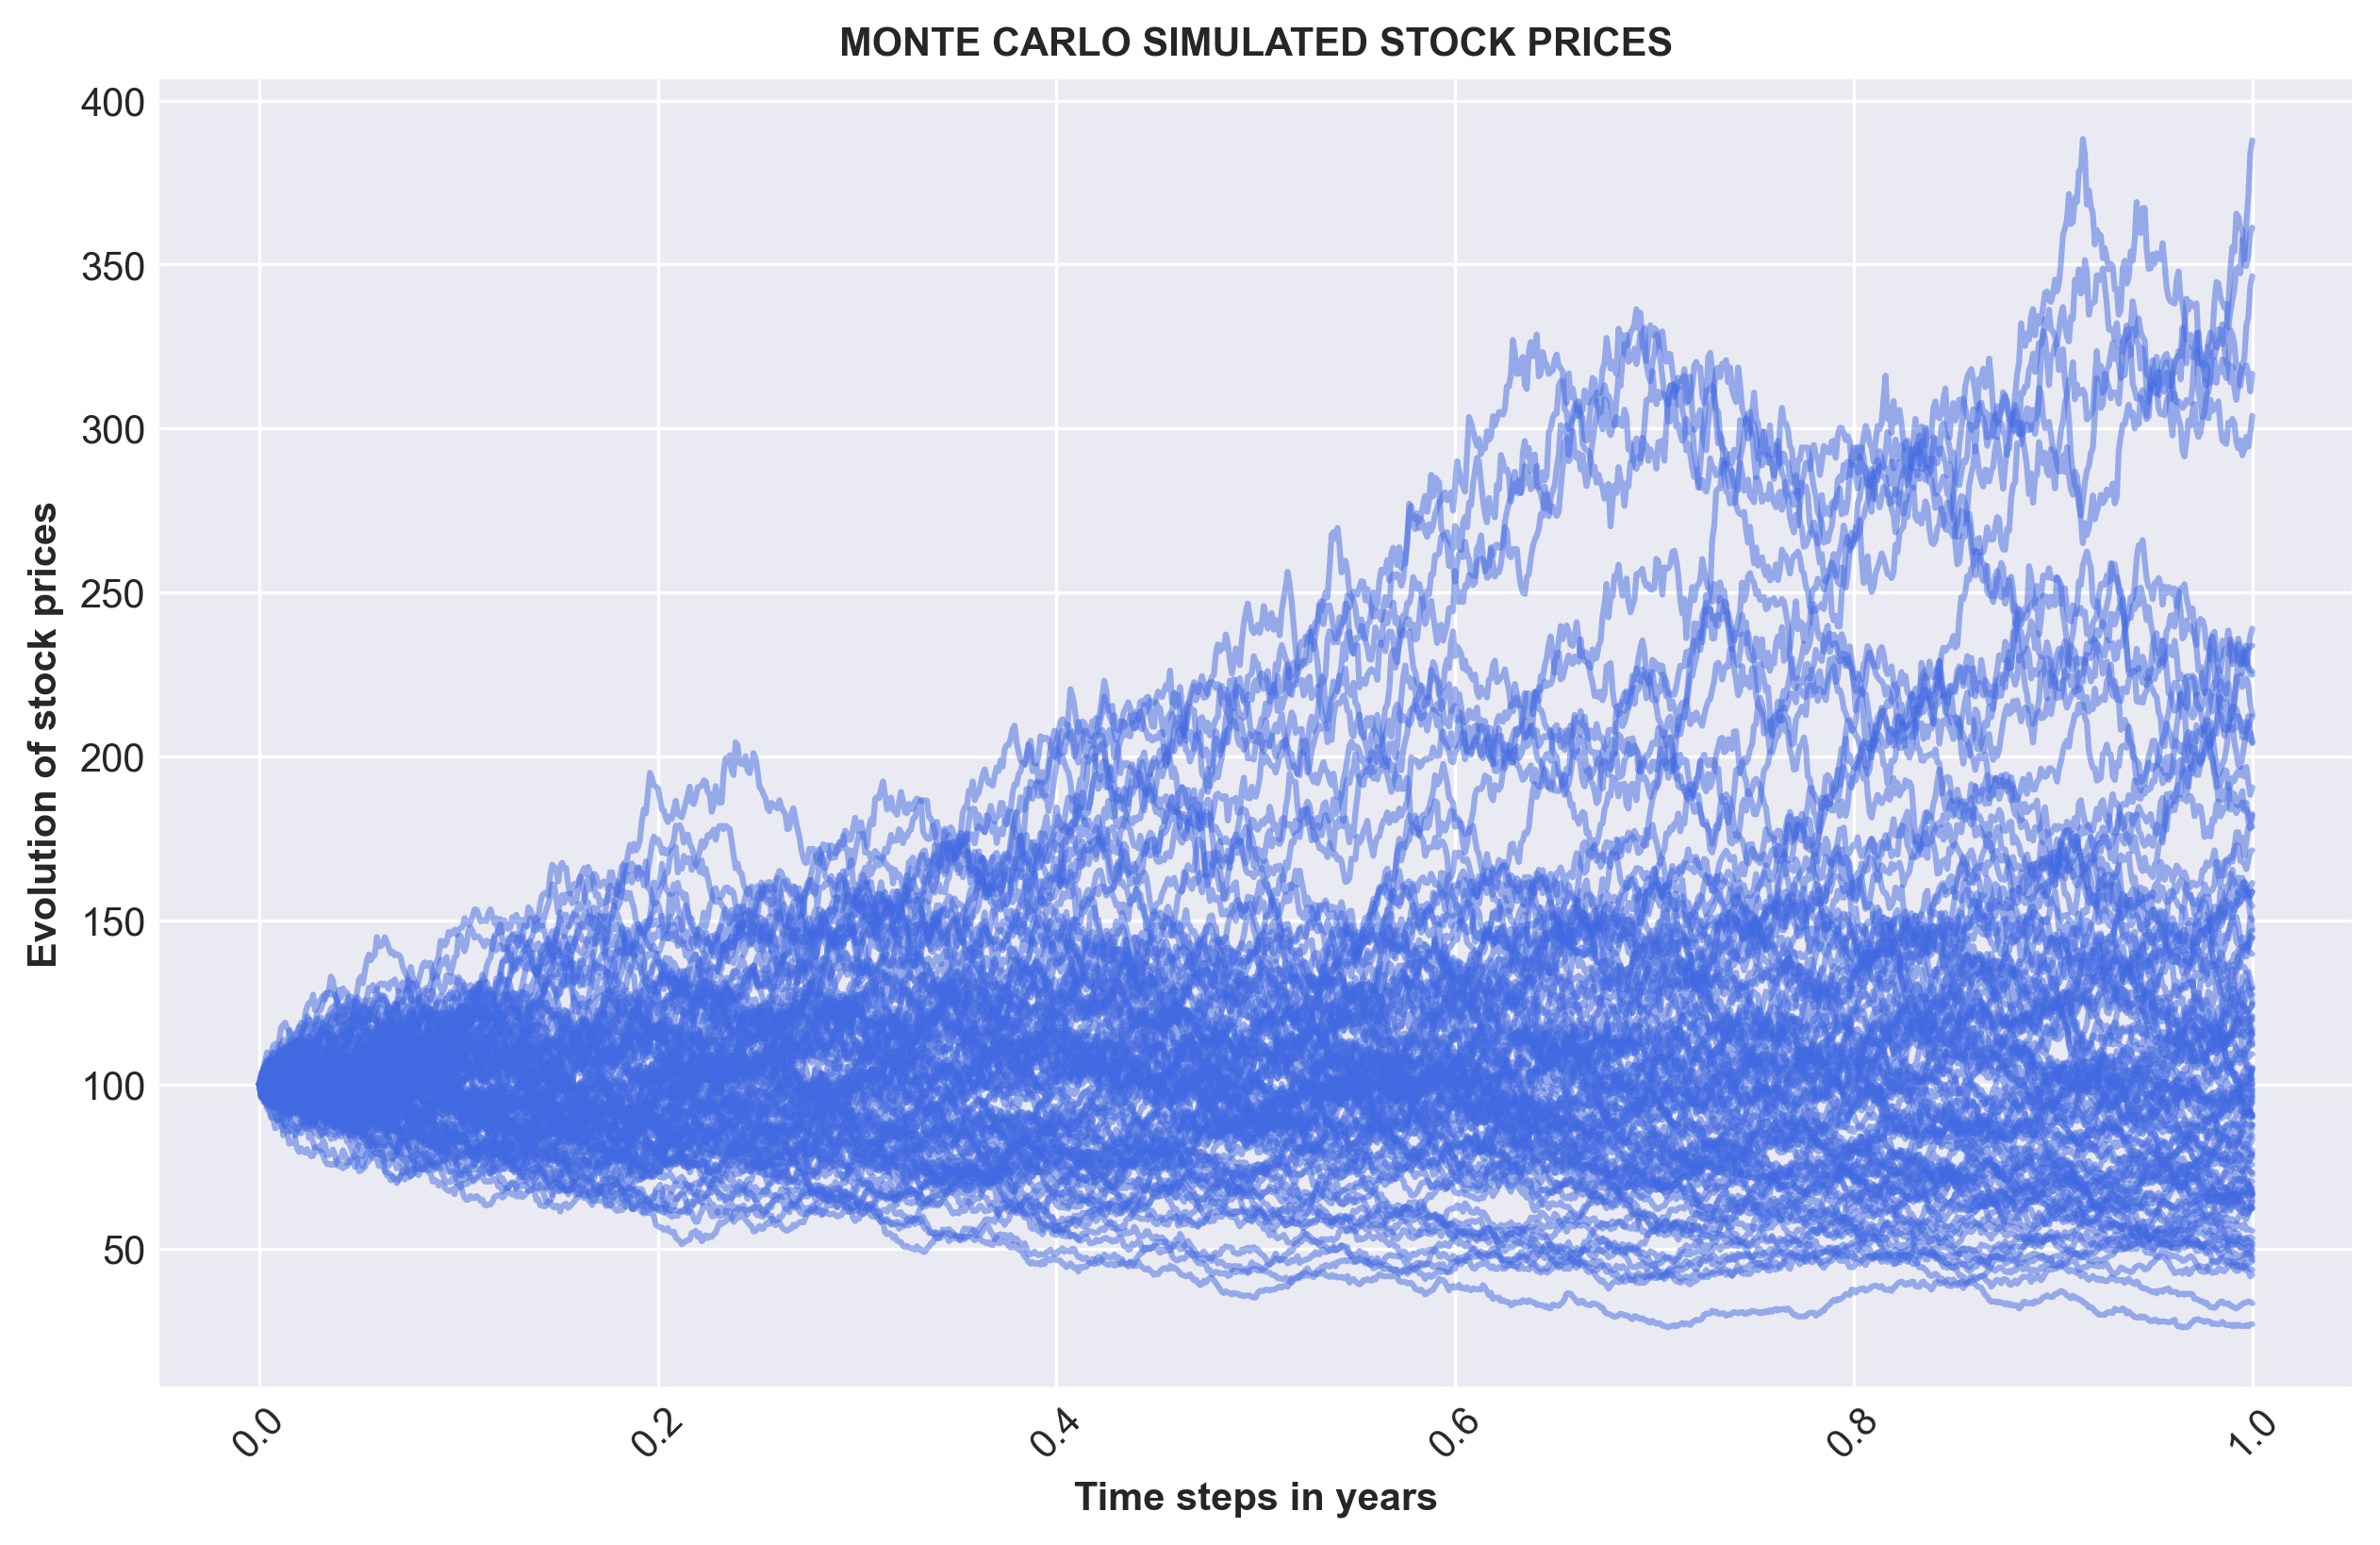 MONTE CARLO SIMULATED STOCK PRICES
400
350
300
250
200
150
100
50
Evolution of stock prices
0.0 0.2 0.4 0.6 0.8 1.0
Time steps in years